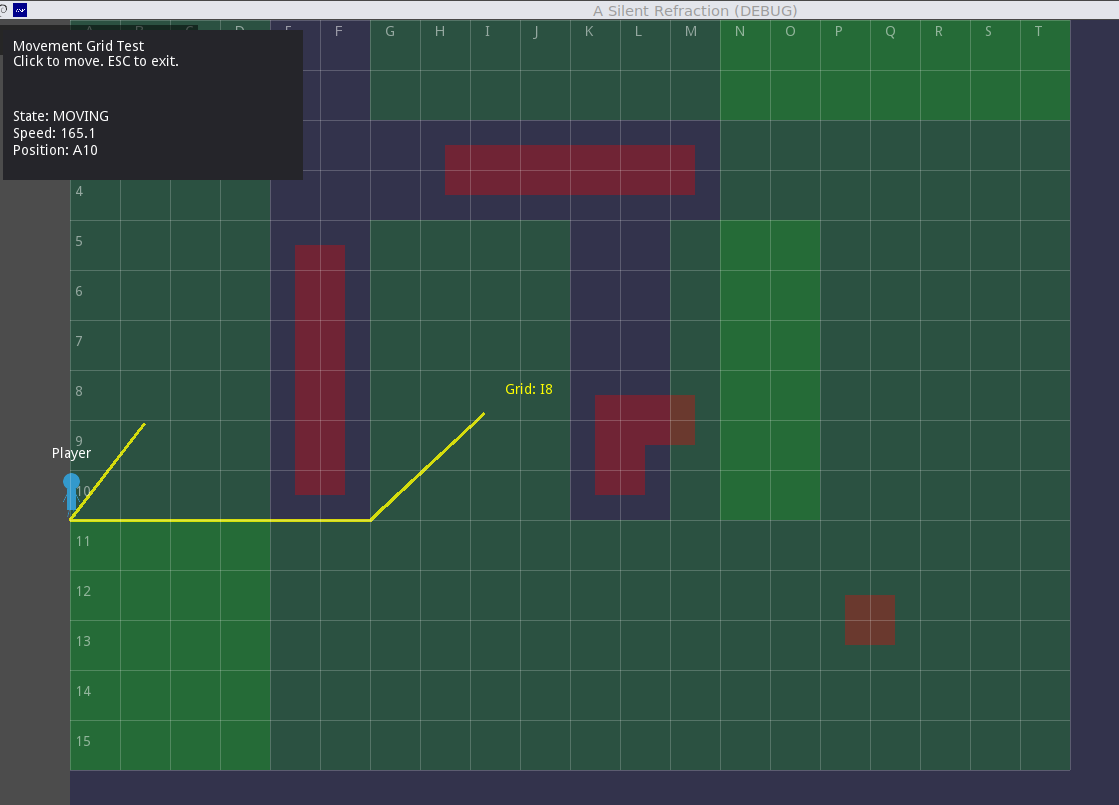 A Silent Refraction (DEBUG)
A B C D E F G H I J K L M N O P Q R S T
Movement Grid Test
Click to move. ESC to exit.
State: MOVING
Speed: 165.1
Position: A10
4
5
6
7
8
Grid: I8
9
Player
10
11
12
13
14
15